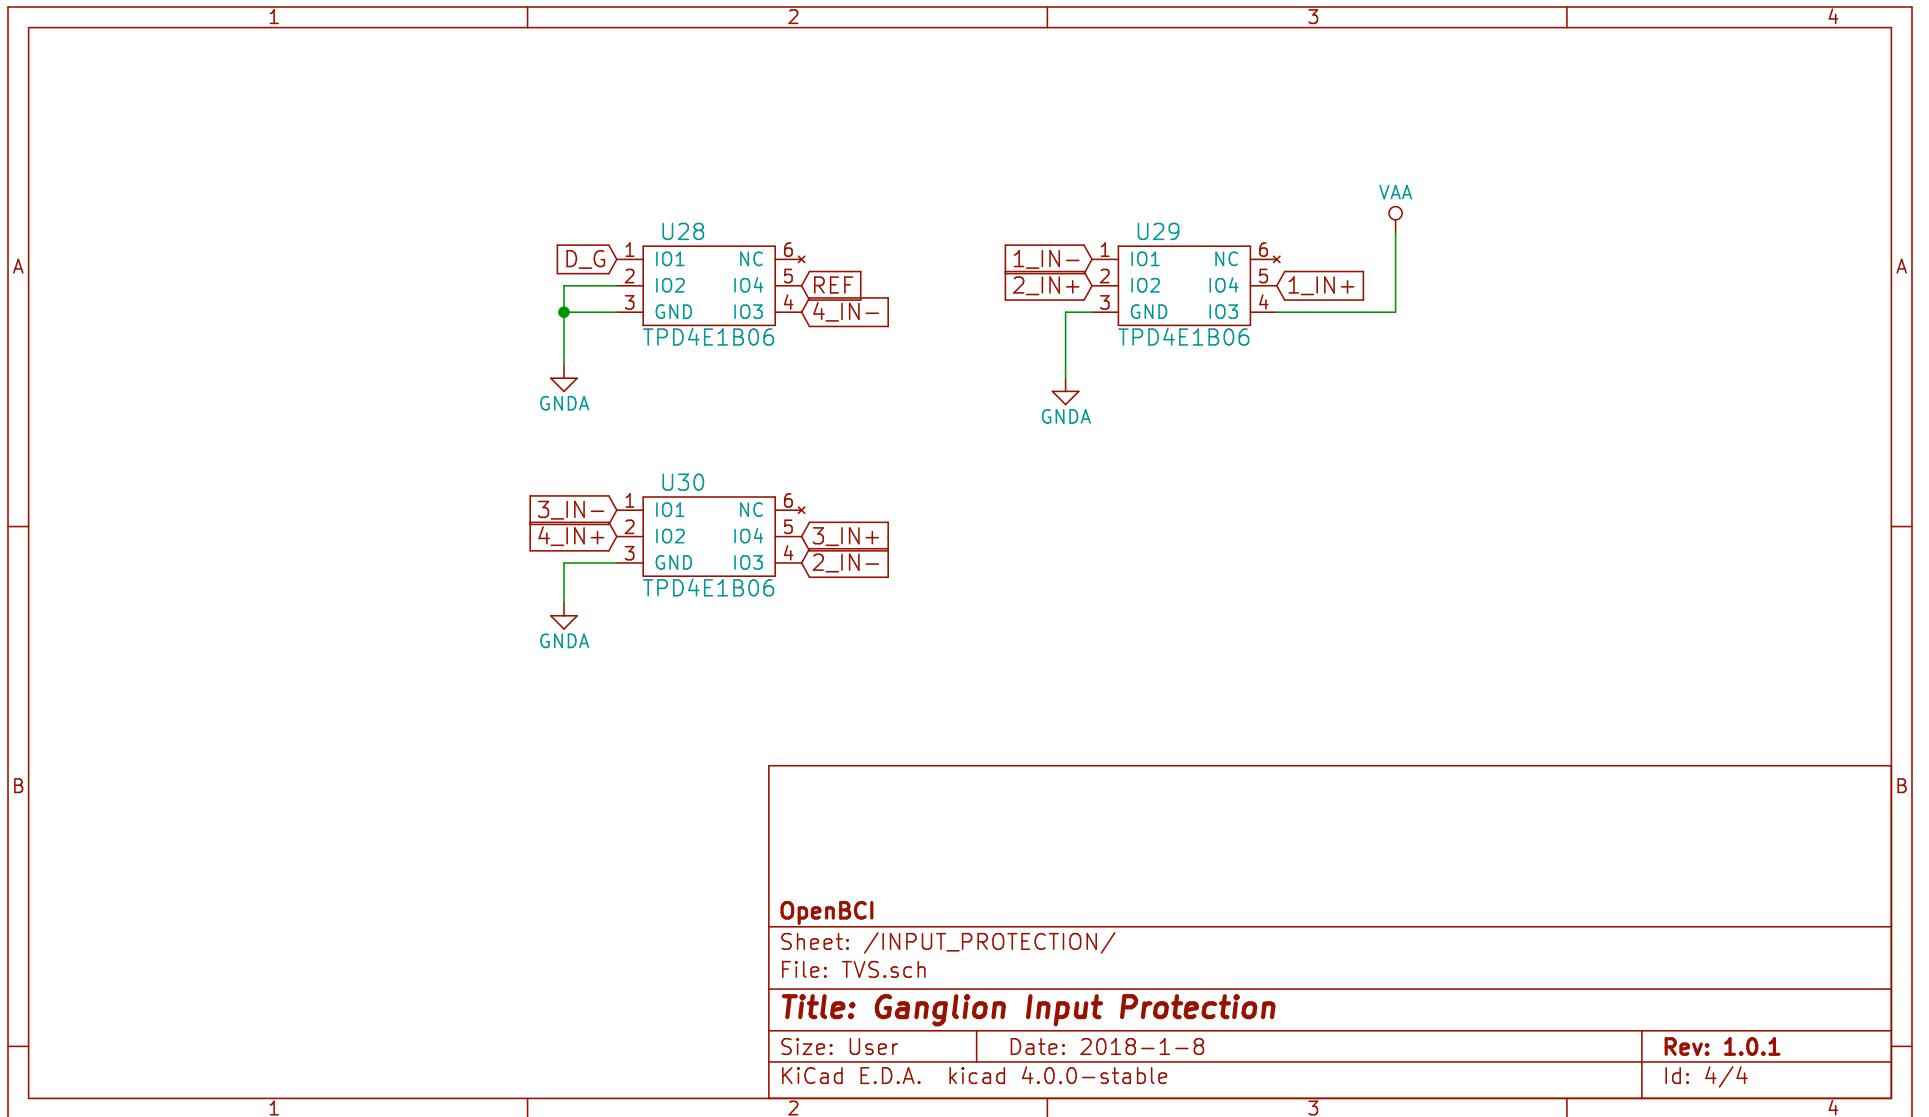 1 2 3 4
A A
VAA
U28
D_G 1 IO1 NC 6
2 IO2 IO4 5 REF
3 GND IO3 4 4_IN-
TPD4E1B06
GNDA
U29
1_IN- 1 IO1 NC 6
2_IN+ 2 IO2 IO4 5 1_IN+
3 GND IO3 4
TPD4E1B06
GNDA
U30
3_IN- 1 IO1 NC 6
4_IN+ 2 IO2 IO4 5 3_IN+
3 GND IO3 4 2_IN-
TPD4E1B06
GNDA
B B
OpenBCI
Sheet: /INPUT_PROTECTION/
File: TVS.sch
Title: Ganglion Input Protection
Size: User Date: 2018-1-8 Rev: 1.0.1
KiCad E.D.A. kicad 4.0.0-stable Id: 4/4
1 2 3 4